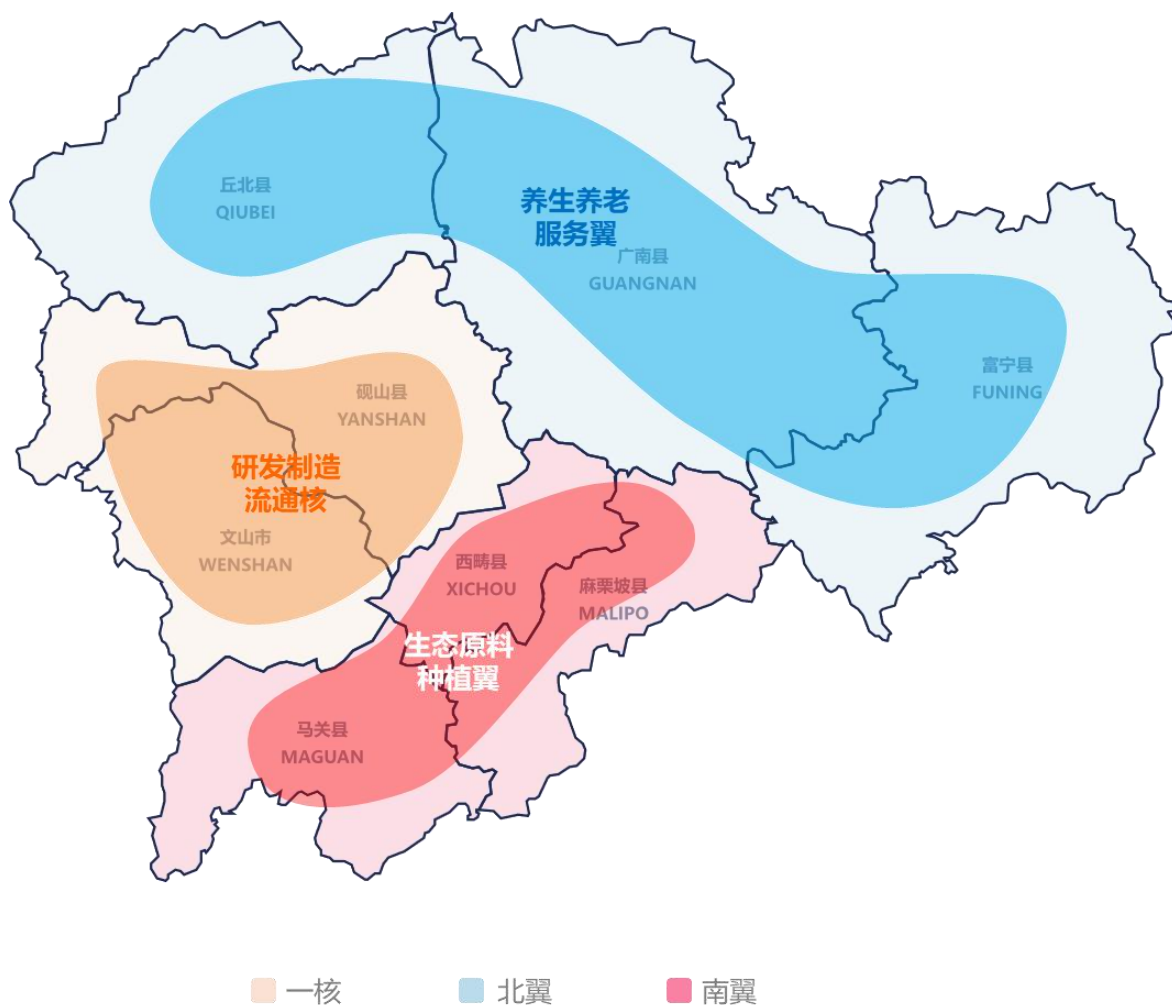 丘北县
QIUBEI
养生养老
服务翼
广南县
GUANGNAN
富宁县
FUNING
砚山县
YANSHAN
研发制造
流通核
文山市
WENSHAN
西畴县
XICHOU
麻栗坡县
MALIPO
生态原料
种植翼
马关县
MAGUAN
一核
北翼
南翼